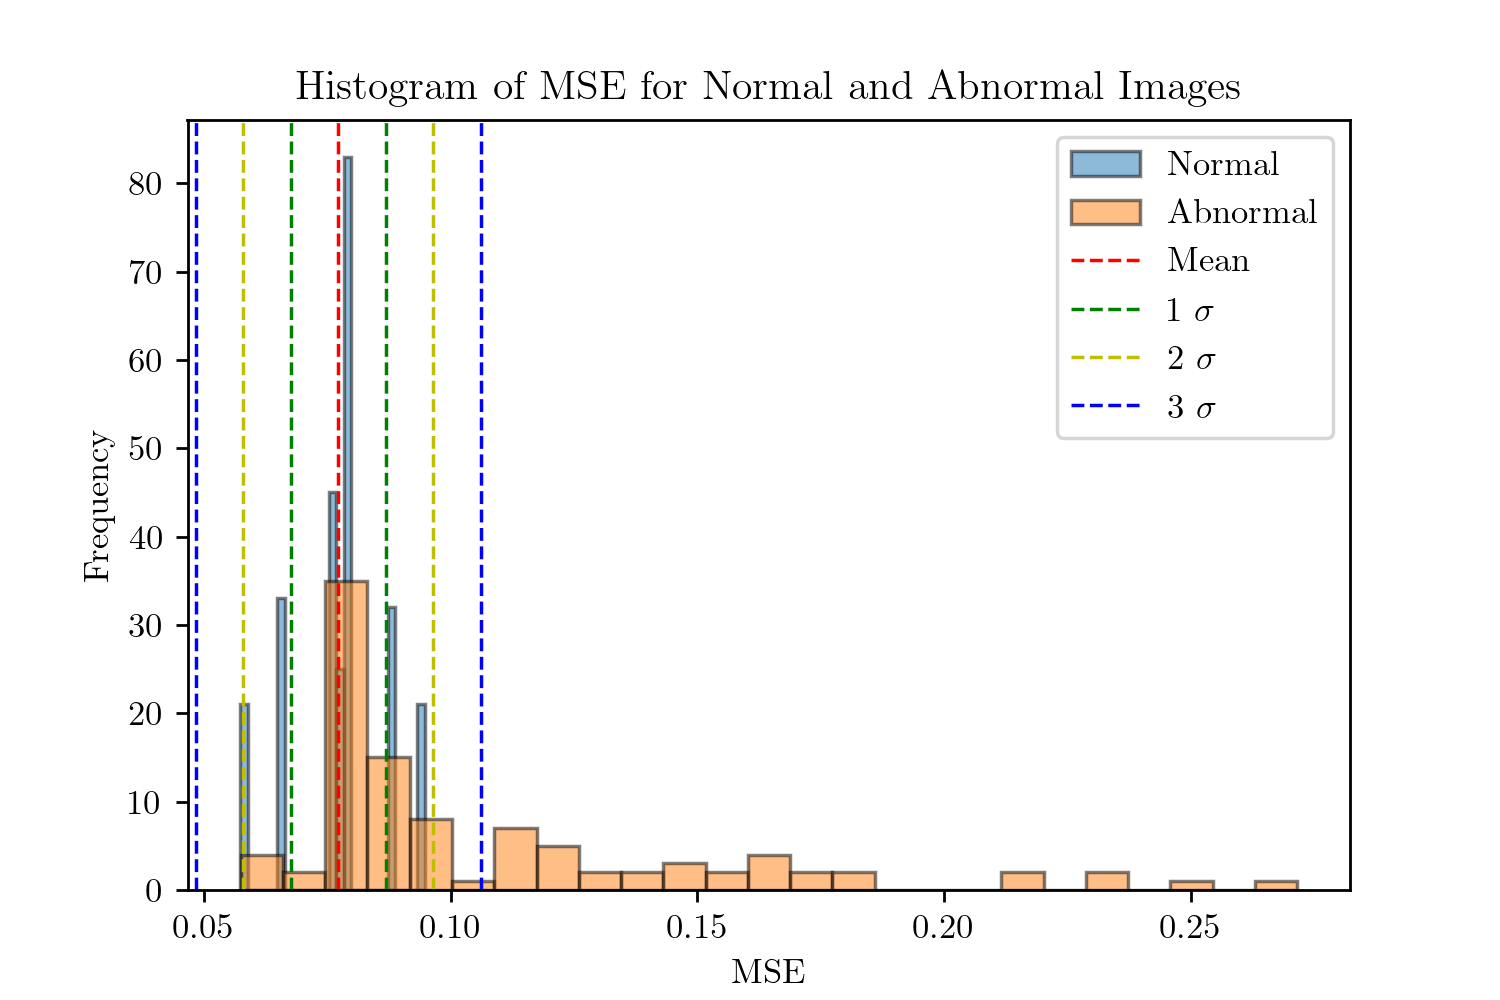 Histogram of MSE for Normal and Abnormal Images
Normal
Abnormal
Mean
1 σ
2 σ
3 σ
Frequency
80
70
60
50
40
30
20
10
0
0.05 0.10 0.15 0.20 0.25
MSE